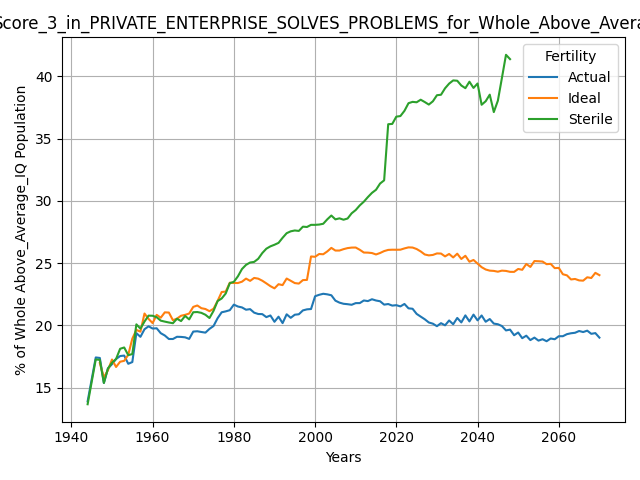 Score_3_in_PRIVATE_ENTERPRISE_SOLVES_PROBLEMS_for_Whole_Above_Avera
40
35
30
25
20
15
1940
1960
1980
2000
2020
2040
2060
Years
% of Whole Above_Average_IQ Population
Fertility
Actual
Ideal
Sterile